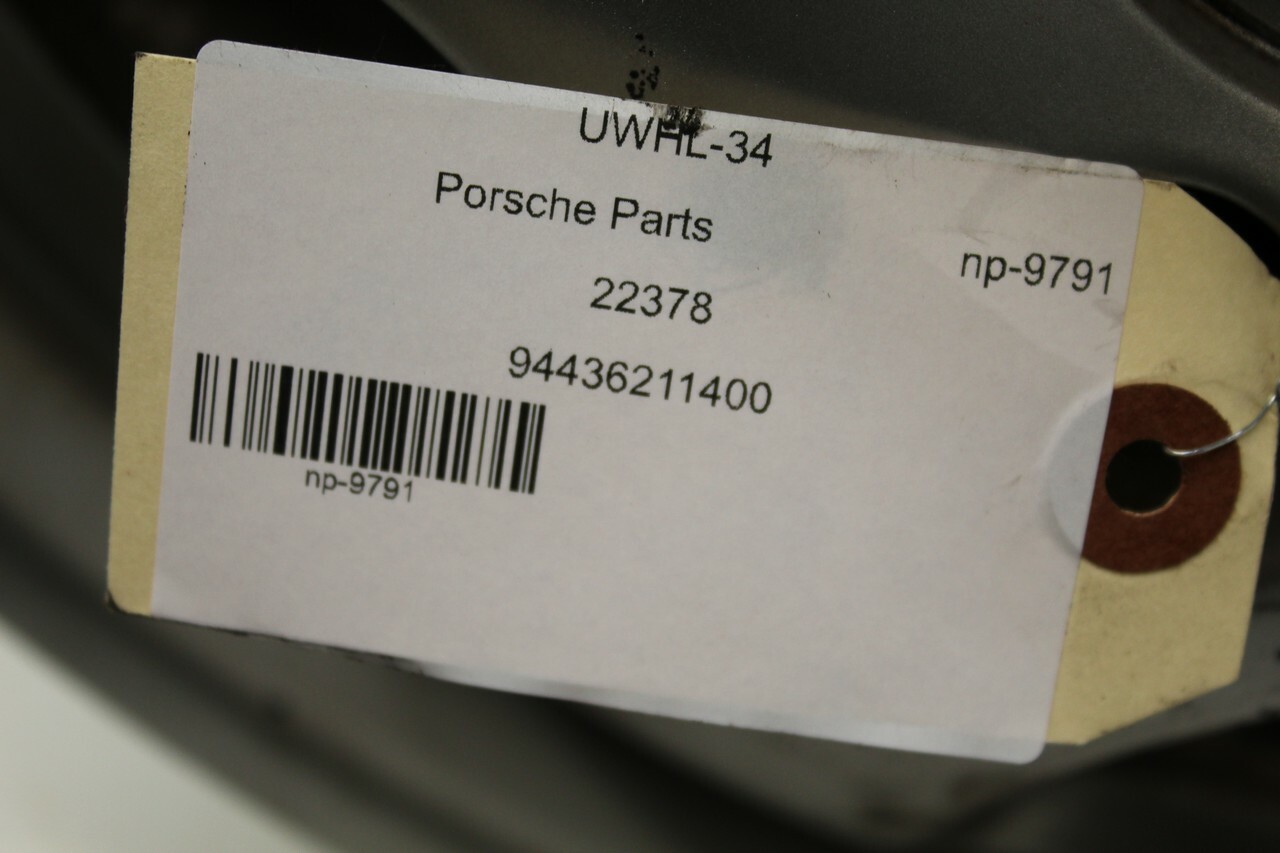 UWHL-34
Porsche Parts
np-9791
22378
94436211400
np-9791